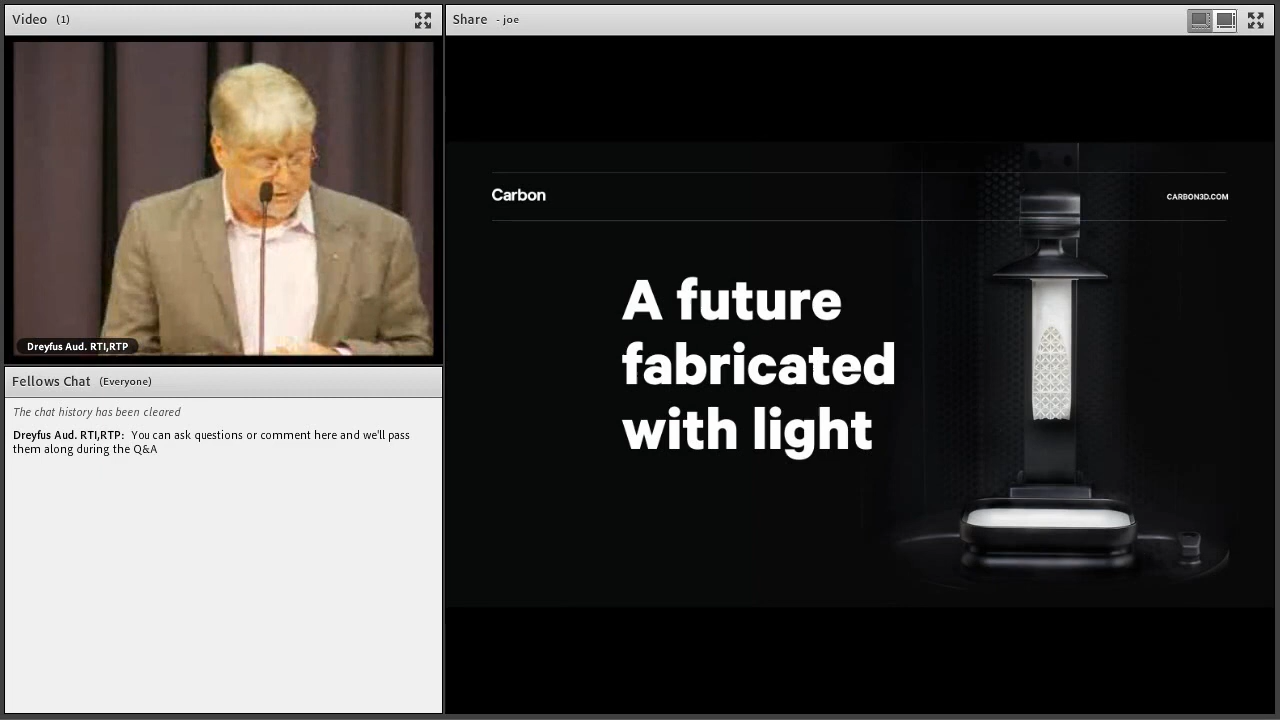 Video (1)
Dreyfus Aud. RTI,RTP
Fellows Chat (Everyone)
The chat history has been cleared
Dreyfus Aud. RTI,RTP: You can ask questions or comment here and we'll pass
them along during the Q&A
Share - joe
Carbon
CARBON3D.COM
A future
fabricated
with light